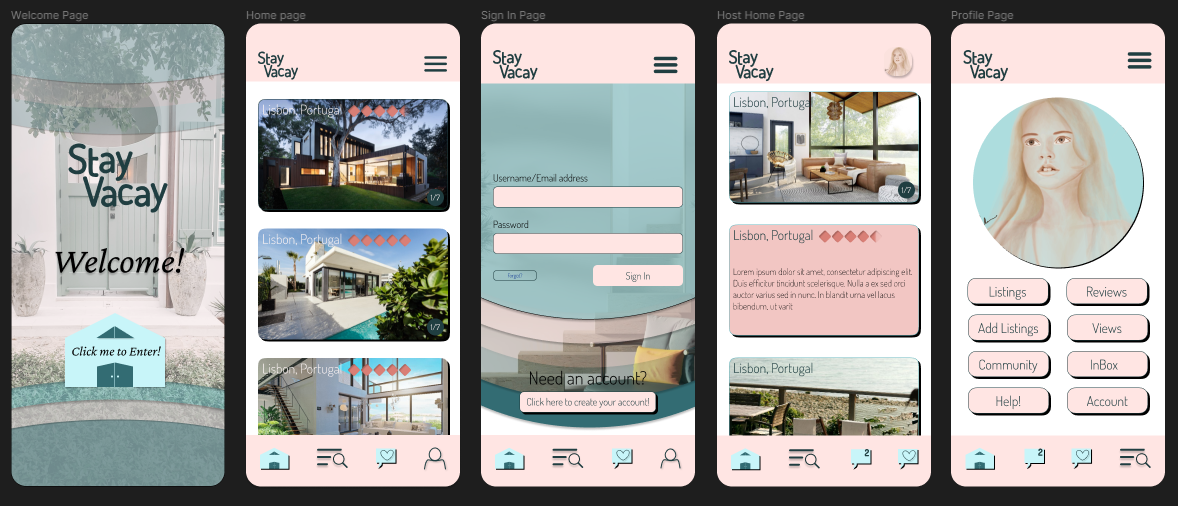 Welcome Page
Stay
Vacay
Welcome!
Click me to Enter!
Home page
Stay
Vacay
Lisbon, Portugal
1/7
Lisbon, Portugal
1/7
Lisbon, Portugal
Sign In Page
Stay
Vacay
Username/Email address
Password
Forgot?
Sign In
Need an account?
Click here to create your account!
Host Home Page
Stay
Vacay
Lisbon, Portugal
1/7
Lisbon, Portugal
Lorem ipsum dolor sit amet, consectetur adipiscing elit.
Duis efficitur tincidunt scelerisque. Nulla a ex sed orci
auctor varius sed in nunc. In blandit urna vel lacus
bibendum, ut varit
Lisbon, Portugal
2
Profile Page
Stay
Vacay
Listings
Reviews
Add Listings
Views
Community
InBox
Help!
Account
2